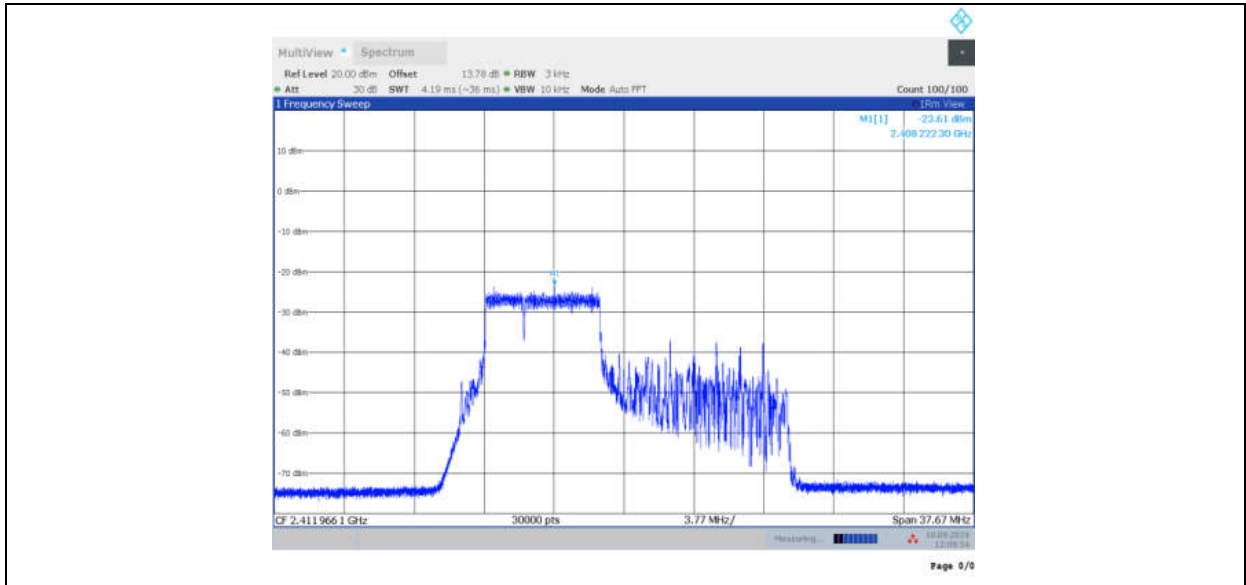 MultiView Spectrum
Ref Level 20.00 dBm Offset 13.78 dB RBW 3 kHz
Att 30 dB SWT 4.19 ms (~36 ms) VBW 10 kHz Mode Auto FFT Count 100/100
1 Frequency Sweep 1Rm View
M1[1] -23.61 dBm
2.408 222 30 GHz
10 dBm
0 dBm
-10 dBm
-20 dBm
M1
-30 dBm
-40 dBm
-50 dBm
-60 dBm
-70 dBm
CF 2.411 966 1 GHz 30000 pts 3.77 MHz/ Span 37.67 MHz
Measuring...
Page 0/0